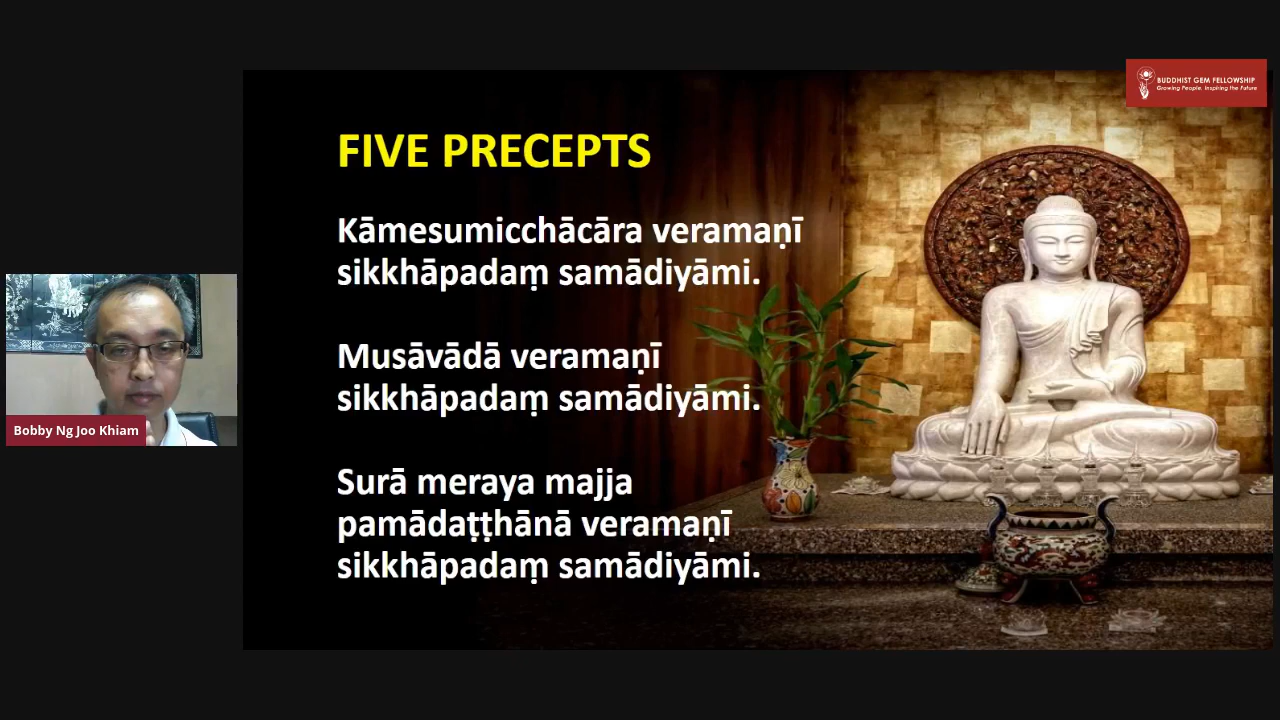 BUDDHIST GEM FELLOWSHIP
Growing People. Inspiring the Future
FIVE PRECEPTS
Kāmesumicchācāra veramaṇī
sikkhāpadaṃ samādiyāmi.
Musāvādā veramaṇī
sikkhāpadaṃ samādiyāmi.
Surā meraya majja
pamādaṭṭhānā veramaṇī
sikkhāpadaṃ samādiyāmi.
Bobby Ng Joo Khiam